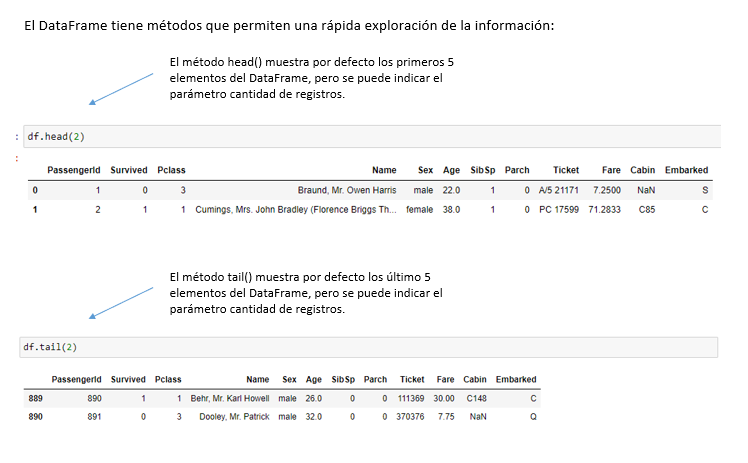 El DataFrame tiene métodos que permiten una rápida exploración de la información:
El método head() muestra por defecto los primeros 5
elementos del DataFrame, pero se puede indicar el
parámetro cantidad de registros.
: df.head(2)
:
PassengerId Survived Pclass Name Sex Age SibSp Parch Ticket Fare Cabin Embarked
0 1 0 3 Braund, Mr. Owen Harris male 22.0 1 0 A/5 21171 7.2500 NaN S
1 2 1 1 Cumings, Mrs. John Bradley (Florence Briggs Th... female 38.0 1 0 PC 17599 71.2833 C85 C
El método tail() muestra por defecto los último 5
elementos del DataFrame, pero se puede indicar el
parámetro cantidad de registros.
df.tail(2)
PassengerId Survived Pclass Name Sex Age SibSp Parch Ticket Fare Cabin Embarked
889 890 1 1 Behr, Mr. Karl Howell male 26.0 0 0 111369 30.00 C148 C
890 891 0 3 Dooley, Mr. Patrick male 32.0 0 0 370376 7.75 NaN Q